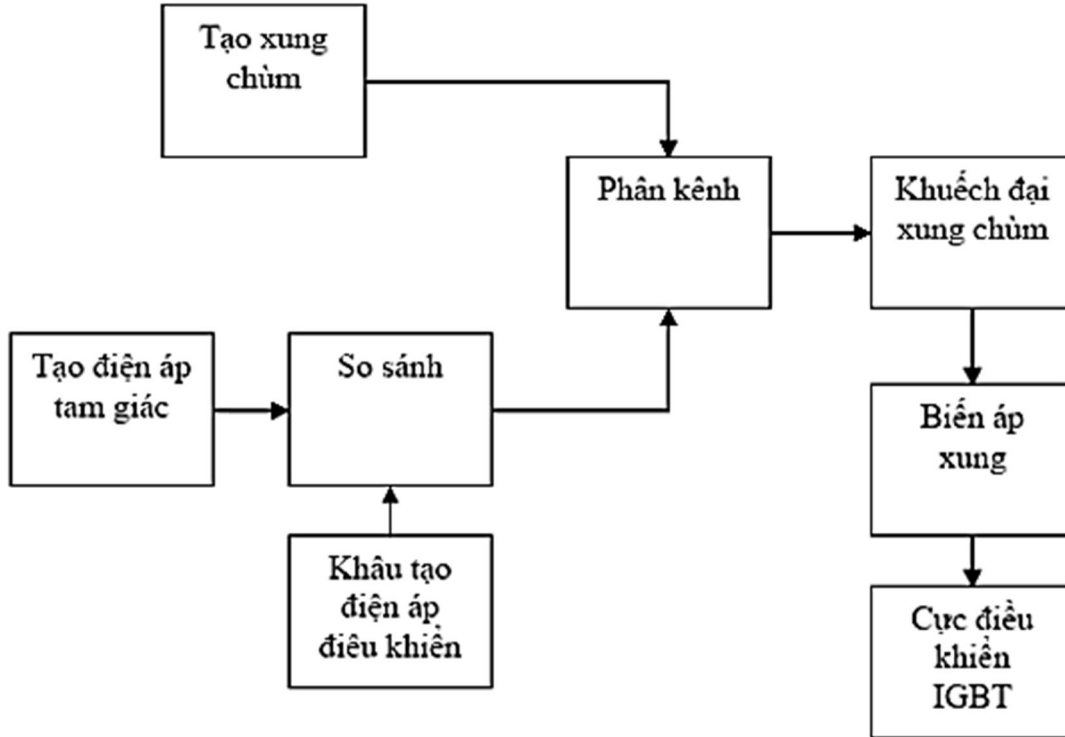 Tạo xung
chùm
Phân kênh
Khuếch đại
xung chùm
Tạo điện áp
tam giác
So sánh
Biến áp
xung
Khâu tạo
điện áp
điêu khiển
Cực điều
khiển
IGBT